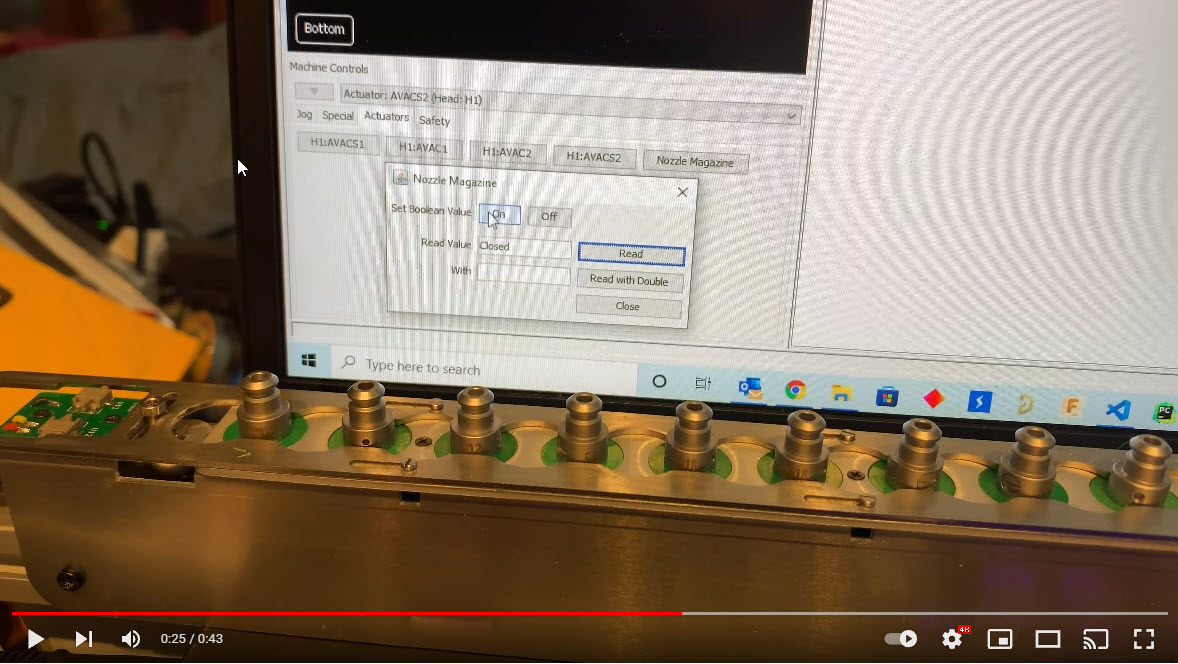 Bottom
Machine Controls
Actuator: AVACS2 (Head: H1)
Jog Special Actuators Safety
H1:AVACS1 H1:AVAC1 H1:AVAC2 H1:AVACS2 Nozzle Magazine
Nozzle Magazine
Set Boolean Value On Off
Read Value Closed Read
With Read with Double
Close
Type here to search
PC
0:25 / 0:43
4K